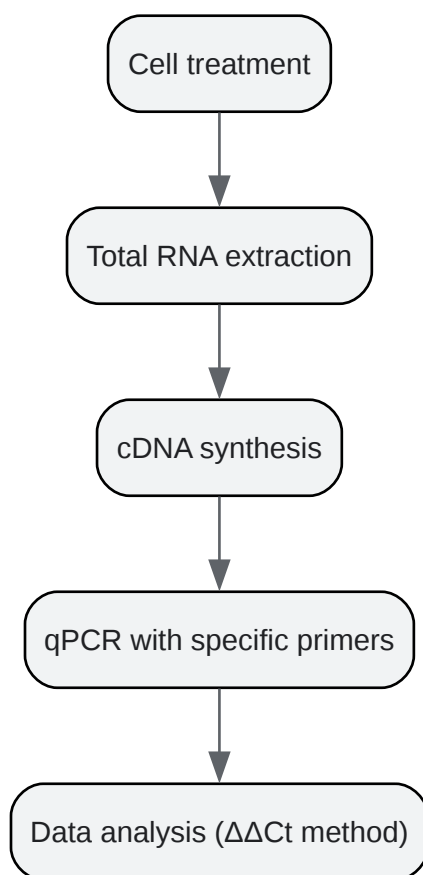 Cell treatment
Total RNA extraction
cDNA synthesis
qPCR with specific primers
Data analysis (ΔΔCt method)